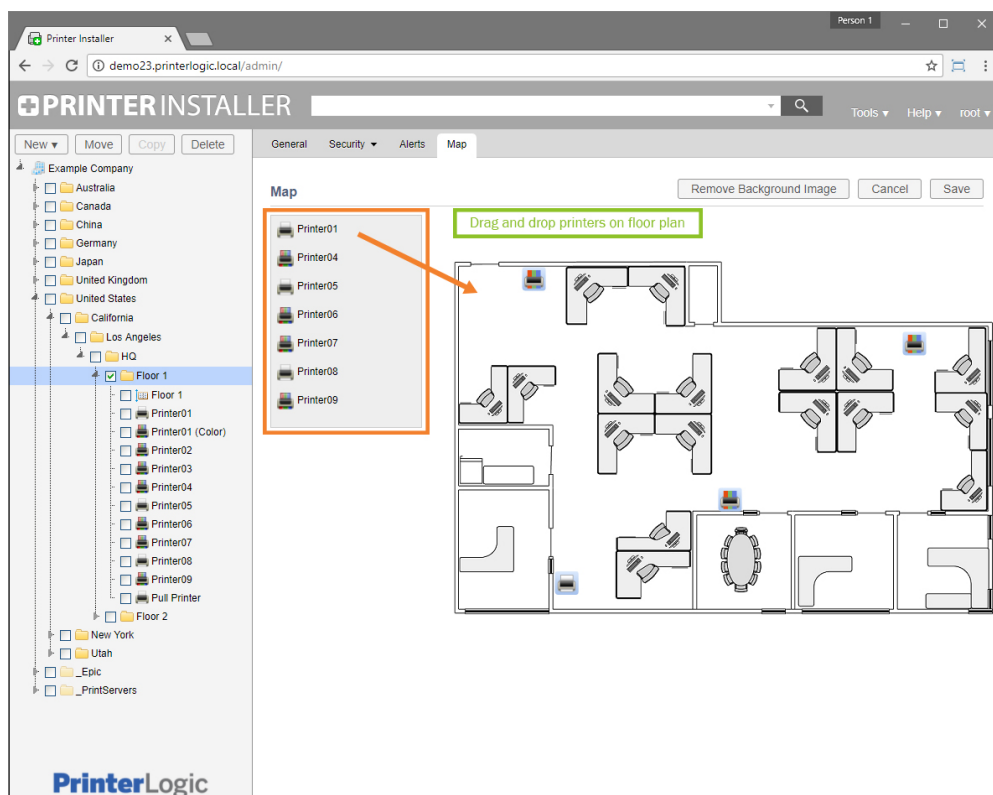 Person 1
Printer Installer
demo23.printerlogic.local/admin/
PRINTERINSTALLER
Tools Help root
New Move Copy Delete
General Security Alerts Map
Example Company
Australia
Canada
China
Germany
Japan
United Kingdom
United States
California
Los Angeles
HQ
Floor 1
Floor 1
Printer01
Printer01 (Color)
Printer02
Printer03
Printer04
Printer05
Printer06
Printer07
Printer08
Printer09
Pull Printer
Floor 2
New York
Utah
_Epic
_PrintServers
PrinterLogic
Map
Remove Background Image Cancel Save
Printer01
Printer04
Printer05
Printer06
Printer07
Printer08
Printer09
Drag and drop printers on floor plan